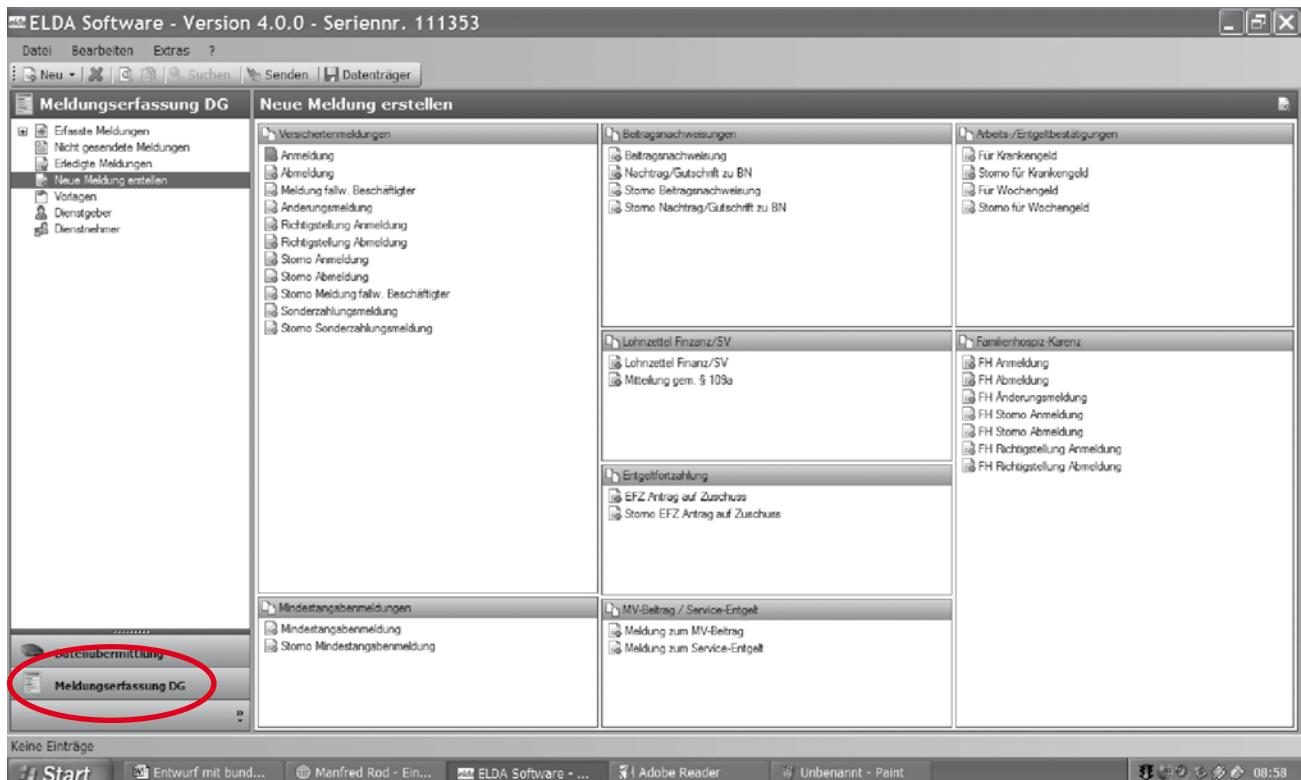 ELDA Software - Version 4.0.0 - Seriennr. 111353
Datei Bearbeiten Extras ?
Neu Suchen Senden Datenträger
Meldungserfassung DG
Erfasste Meldungen
Nicht gesendete Meldungen
Erledigte Meldungen
Neue Meldung erstellen
Vorlagen
Dienstgeber
Dienstnehmer
Datenübermittlung
Meldungserfassung DG
Neue Meldung erstellen
Versichertenmeldungen
Anmeldung
Abmeldung
Meldung fallw. Beschäftigter
Änderungsmeldung
Richtigstellung Anmeldung
Richtigstellung Abmeldung
Storno Anmeldung
Storno Abmeldung
Storno Meldung fallw. Beschäftigter
Sonderzahlungsmeldung
Storno Sonderzahlungsmeldung
Mindestangabenmeldungen
Mindestangabenmeldung
Storno Mindestangabenmeldung
Beitragsnachweisungen
Beitragsnachweisung
Nachtrag/Gutschrift zu BN
Storno Beitragsnachweisung
Storno Nachtrag/Gutschrift zu BN
Lohnzettel Finzanz/SV
Lohnzettel Finanz/SV
Mitteilung gem. § 109a
Entgeltfortzahlung
EFZ Antrag auf Zuschuss
Storno EFZ Antrag auf Zuschuss
MV-Beitrag / Service-Entgelt
Meldung zum MV-Beitrag
Meldung zum Service-Entgelt
Arbeits-/Entgeltbestätigungen
Für Krankengeld
Storno für Krankengeld
Für Wochengeld
Storno für Wochengeld
Familienhospiz-Karenz
FH Anmeldung
FH Abmeldung
FH Änderungsmeldung
FH Storno Anmeldung
FH Storno Abmeldung
FH Richtigstellung Anmeldung
FH Richtigstellung Abmeldung
Keine Einträge
Start Entwurf mit bund... Manfred Rod - Ein... ELDA Software - ... Adobe Reader Unbenannt - Paint 08:58